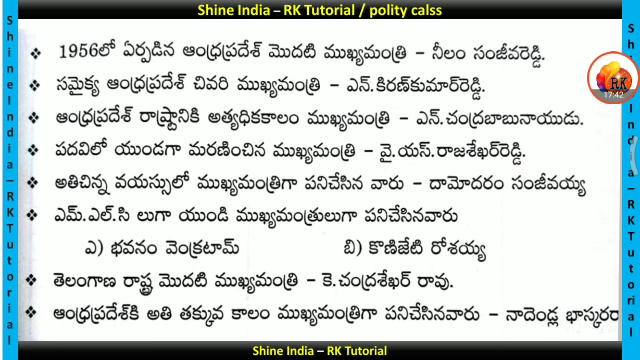 Shine India – RK Tutorial / polity calss
❖ 1956లో ఏర్పడిన ఆంధ్రప్రదేశ్ మొదటి ముఖ్యమంత్రి – నీలం సంజీవరెడ్డి.
❖ సమైక్య ఆంధ్రప్రదేశ్ చివరి ముఖ్యమంత్రి – ఎన్.కిరణ్‌కుమార్‌రెడ్డి.
❖ ఆంధ్రప్రదేశ్ రాష్ట్రానికి అత్యధికకాలం ముఖ్యమంత్రి – ఎన్.చంద్రబాబునాయుడు.
❖ పదవిలో యుండగా మరణించిన ముఖ్యమంత్రి – వై.యస్.రాజశేఖర్‌రెడ్డి.
❖ అతిచిన్న వయస్సులో ముఖ్యమంత్రిగా పనిచేసిన వారు – దామోదరం సంజీవయ్య
❖ ఎమ్.ఎల్.సి లుగా యుండి ముఖ్యమంత్రులుగా పనిచేసినవారు
ఎ) భవనం వెంక్రటామ్ బి) కొణిజేటి రోశయ్య
❖ తెలంగాణ రాష్ట్ర మొదటి ముఖ్యమంత్రి – కె.చంద్రశేఖర్ రావు.
❖ ఆంధ్రప్రదేశ్‌కి అతి తక్కువ కాలం ముఖ్యమంత్రిగా పనిచేసినవారు – నాదెండ్ల భాస్కరరా
RK
17:42
Shine India – RK Tutorial
Shine India – RK Tutorial
Shine India – RK Tutorial